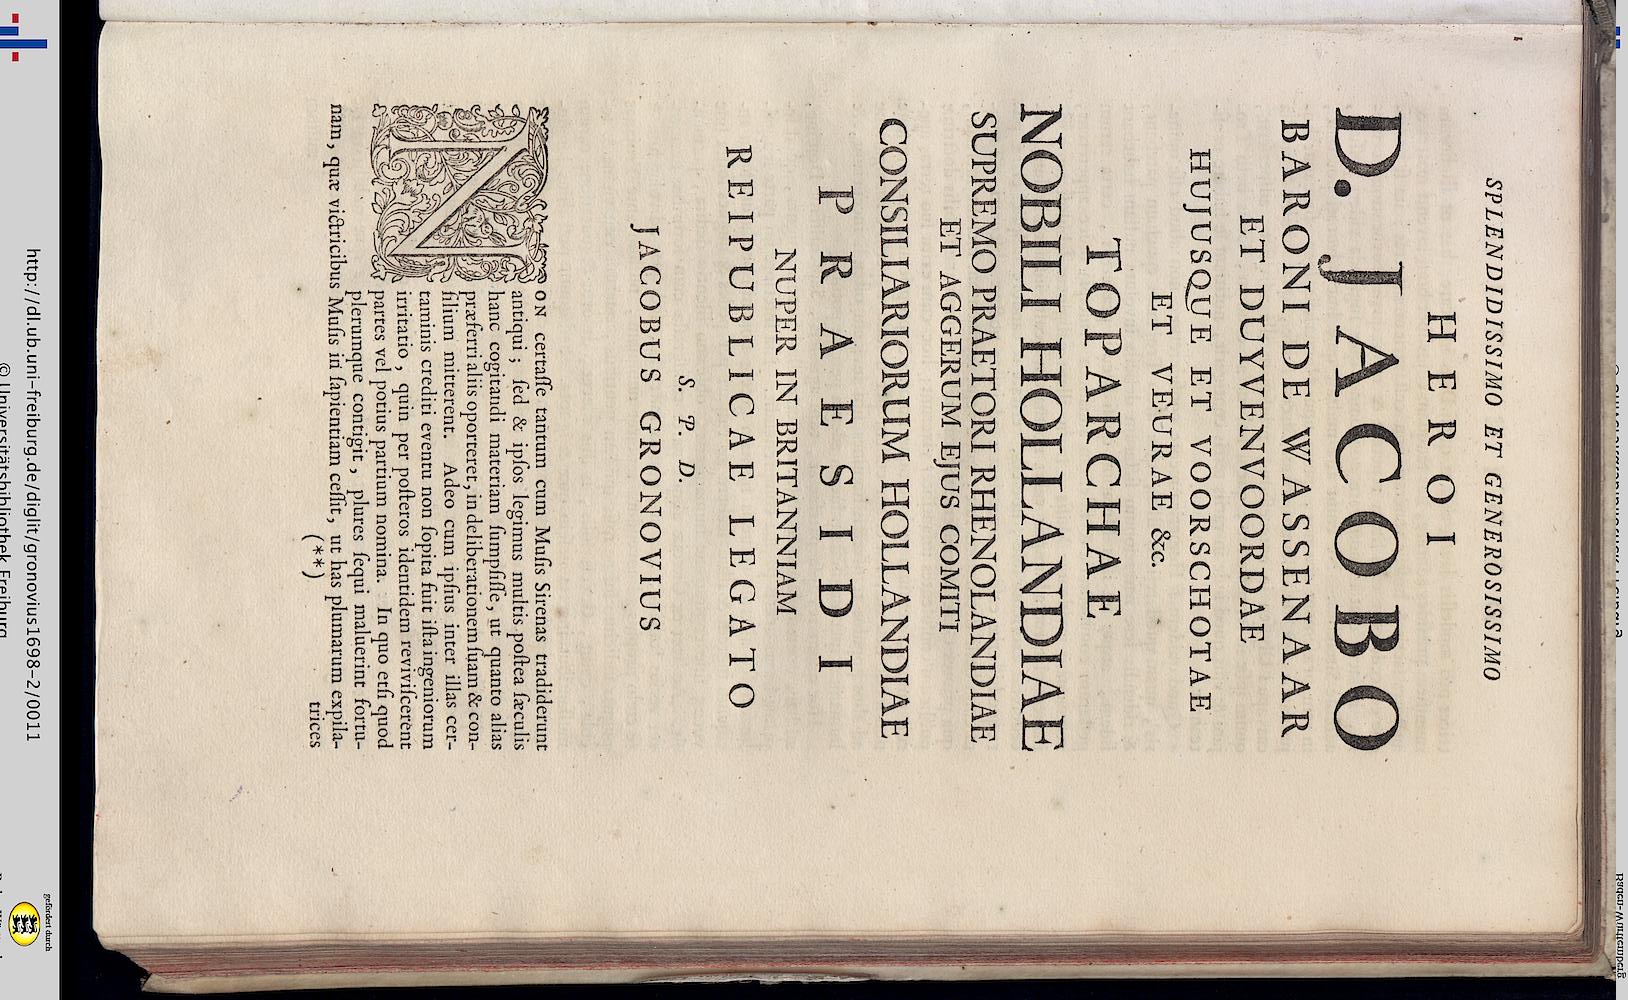 SPLENDIDISSIMO ET GENEROSISSIMO
HEROI
D. JACOBO
BARONI DE WASSENAAR
ET DUYVENVOORDAE
HUJUSQUE ET VOORSCHOTAE
ET VEURAE &c.
TOPARCHAE
NOBILI HOLLANDIAE
SUPREMO PRAETORI RHENOLANDIAE
ET AGGERUM EJUS COMITI
CONSILIARIORUM HOLLANDIAE
PRAESIDI
NUPER IN BRITANNIAM
REIPUBLICAE LEGATO
S. P. D.
JACOBUS GRONOVIUS
NON certaſſe tantum cum Muſis Sirenas tradiderunt
antiqui; ſed & ipſos legimus multis poſtea ſæculis
hanc cogitandi materiam ſumpſiſſe, ut quanto alias
præferri aliis oporteret, in deliberationem ſuam & con-
ſilium mitterent. Adeo cum ipſius inter illas cer-
taminis crediti eventu non ſopita fuit iſta ingeniorum
irritatio, quin per poſteros identidem reviviſcerent
partes vel potius partium nomina. In quo etſi quod
plerumque contigit, plures ſequi maluerint fortu-
nam, quæ victricibus Muſis in ſapientiam ceſſit, ut has plumarum expila-
(**)
trices
http://dl.ub.uni-freiburg.de/diglit/gronovius1698-2/0011
© Universitätsbibliothek Freiburg
gefördert durch